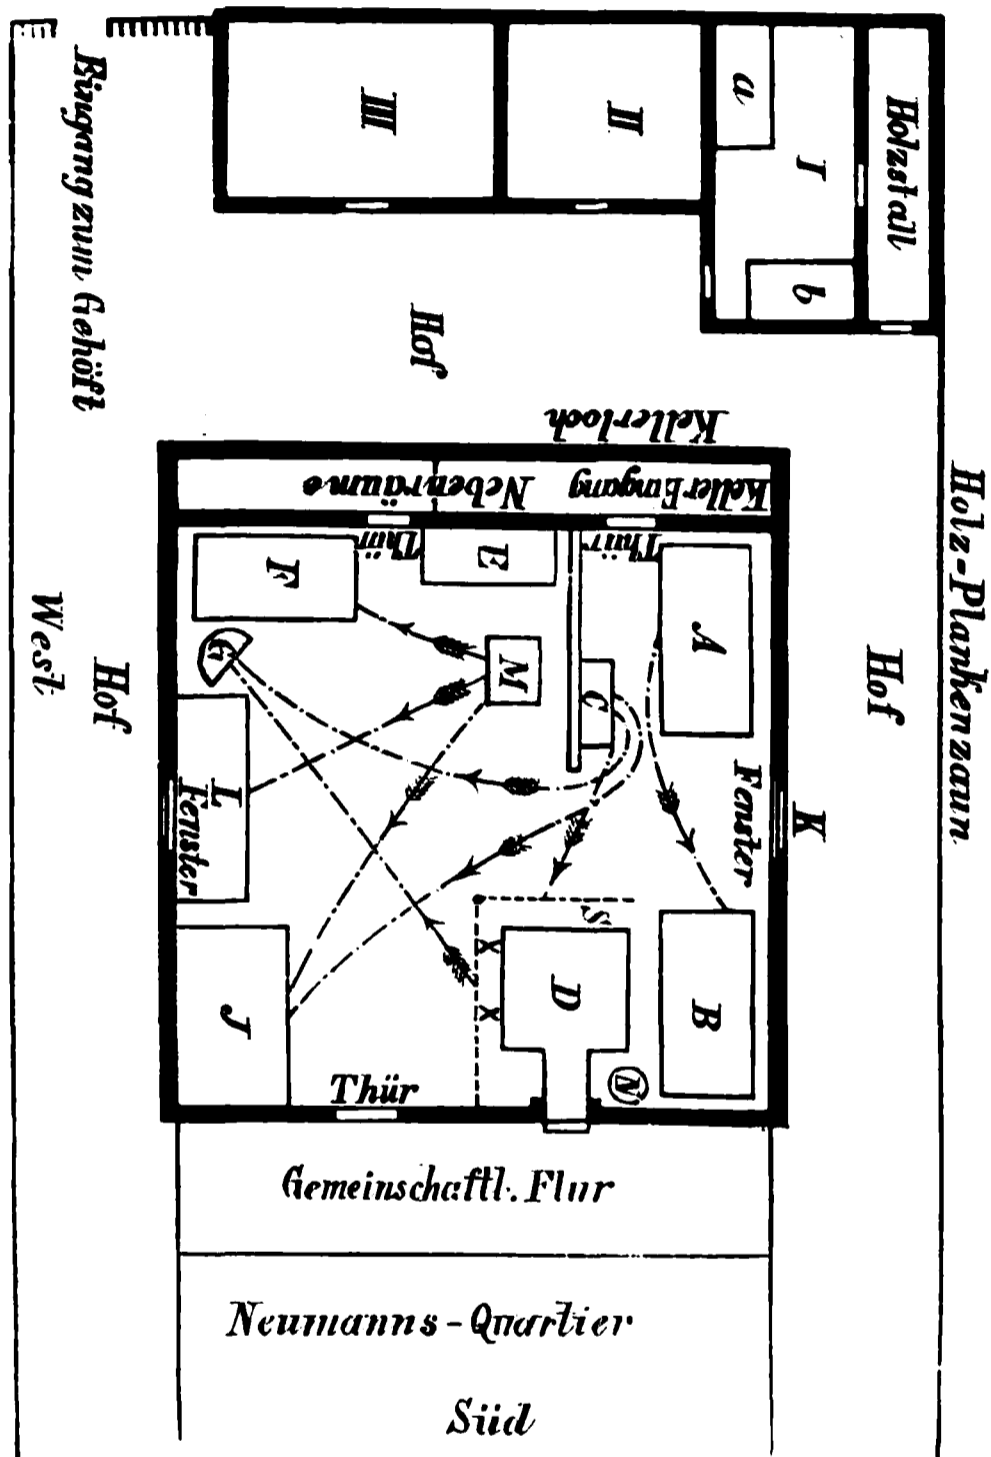 Eingang zum Gehöft
III
II
a
I
b
Holzstall
Hof
Kellerloch
Nebenräume
Keller Eingang
Holz-Plankenzaun
Thür
Thür
F
E
A
G
M
C
West
Hof
Hof
L
Fenster
Fenster
K
S
J
D
B
N
Thür
Gemeinschaftl. Flur
Neumanns-Quartier
Süd